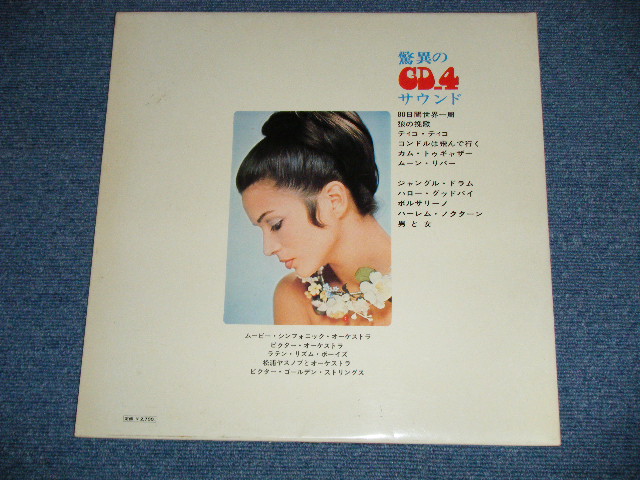 驚異の
CD-4
サウンド
80日間世界一周
狼の挽歌
ティコ・ティコ
コンドルは飛んで行く
カム・トゥギャザー
ムーン・リバー
ジャングル・ドラム
ハロー・グッドバイ
ボルサリーノ
ハーレム・ノクターン
男と女
ムービー・シンフォニック・オーケストラ
ビクター・オーケストラ
ラテン・リズム・ボーイズ
松浦ヤスノブとオーケストラ
ビクター・ゴールデン・ストリングス
定価 ¥2,700